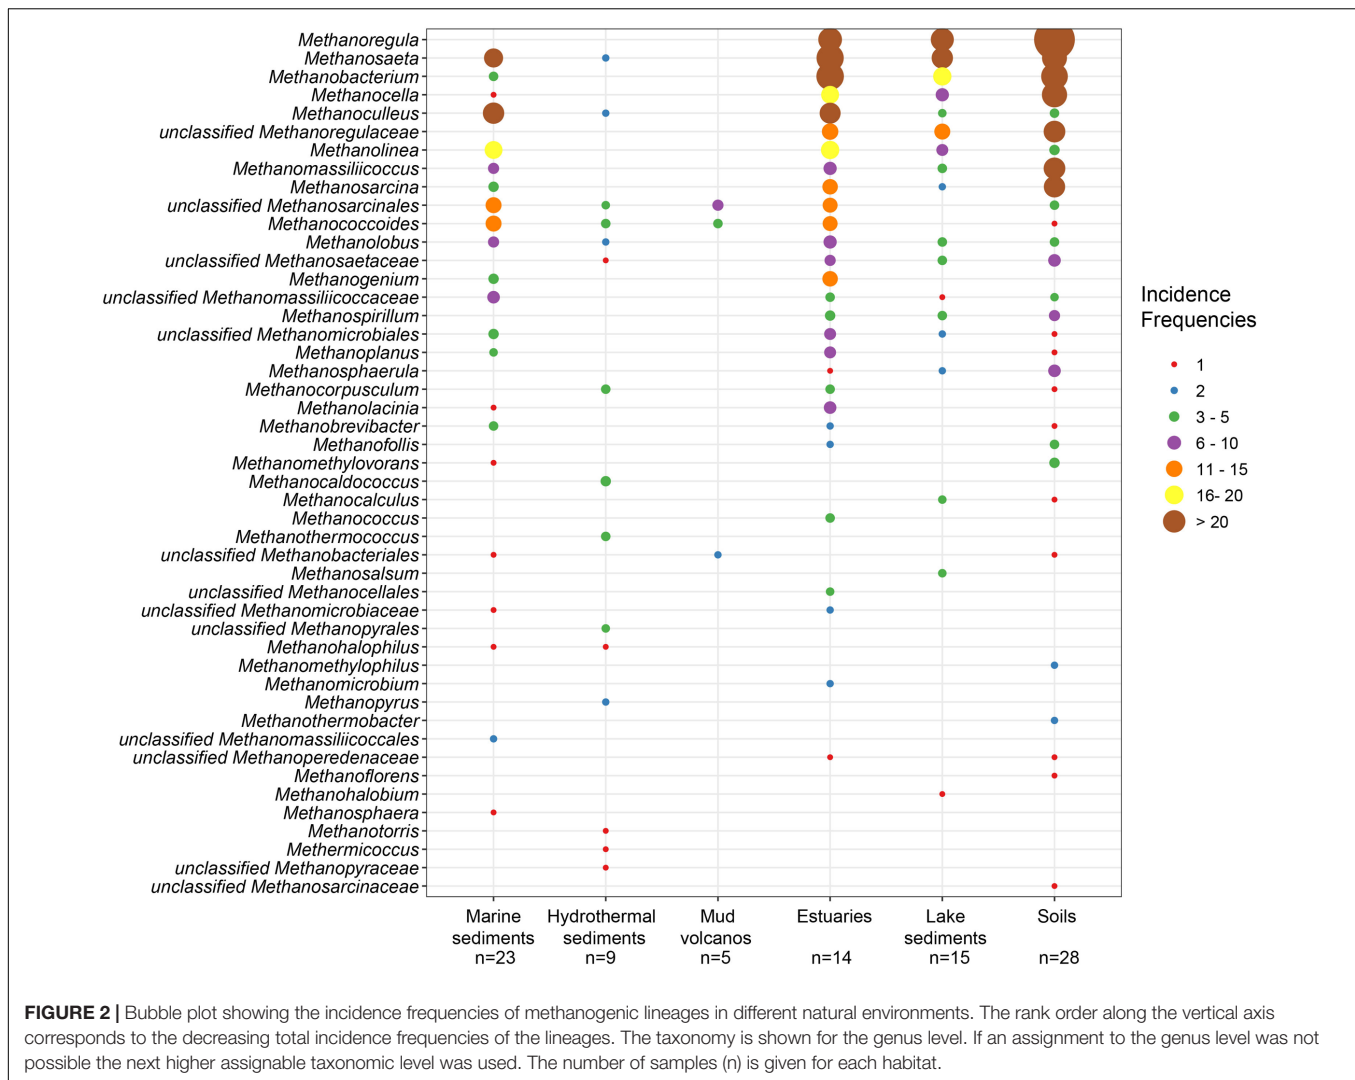 Methanoregula
Methanosaeta
Methanobacterium
Methanocella
Methanoculleus
unclassified Methanoregulaceae
Methanolinea
Methanomassiliicoccus
Methanosarcina
unclassified Methanosarcinales
Methanococcoides
Methanolobus
unclassified Methanosaetaceae
Methanogenium
unclassified Methanomassiliicoccaceae
Methanospirillum
unclassified Methanomicrobiales
Methanoplanus
Methanosphaerula
Methanocorpusculum
Methanolacinia
Methanobrevibacter
Methanofollis
Methanomethylovorans
Methanocaldococcus
Methanocalculus
Methanococcus
Methanothermococcus
unclassified Methanobacteriales
Methanosalsum
unclassified Methanocellales
unclassified Methanomicrobiaceae
unclassified Methanopyrales
Methanohalophilus
Methanomethylophilus
Methanomicrobium
Methanopyrus
Methanothermobacter
unclassified Methanomassiliicoccales
unclassified Methanoperedenaceae
Methanoflorens
Methanohalobium
Methanosphaera
Methanotorris
Methermicoccus
unclassified Methanopyraceae
unclassified Methanosarcinaceae
Marine
sediments
n=23
Hydrothermal
sediments
n=9
Mud
volcanos
n=5
Estuaries
n=14
Lake
sediments
n=15
Soils
n=28
Incidence
Frequencies
1
2
3 - 5
6 - 10
11 - 15
16- 20
> 20
FIGURE 2 | Bubble plot showing the incidence frequencies of methanogenic lineages in different natural environments. The rank order along the vertical axis
corresponds to the decreasing total incidence frequencies of the lineages. The taxonomy is shown for the genus level. If an assignment to the genus level was not
possible the next higher assignable taxonomic level was used. The number of samples (n) is given for each habitat.